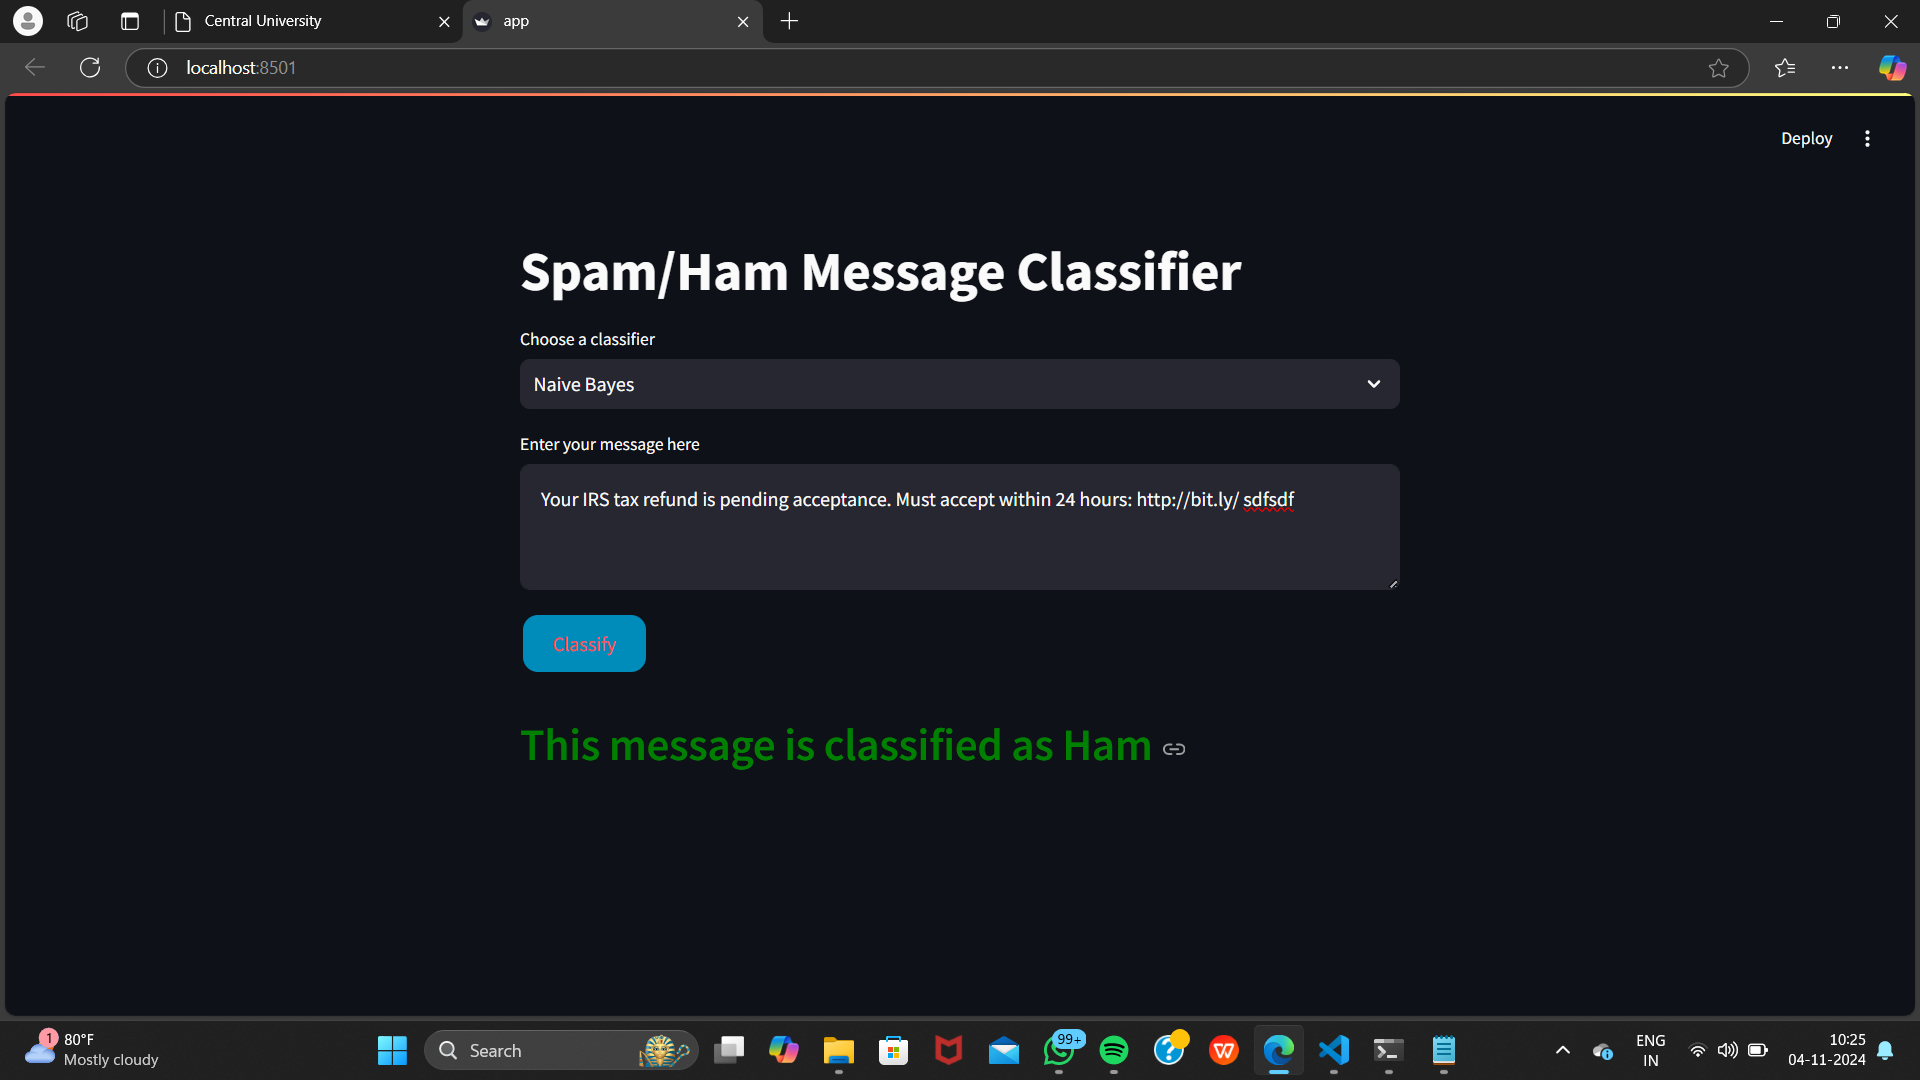 Central University
app
localhost:8501
Deploy
Spam/Ham Message Classifier
Choose a classifier
Naive Bayes
Enter your message here
Your IRS tax refund is pending acceptance. Must accept within 24 hours: http://bit.ly/ sdfsdf
Classify
This message is classified as Ham
1
80°F
Mostly cloudy
Search
99+
ENG
IN
10:25
04-11-2024